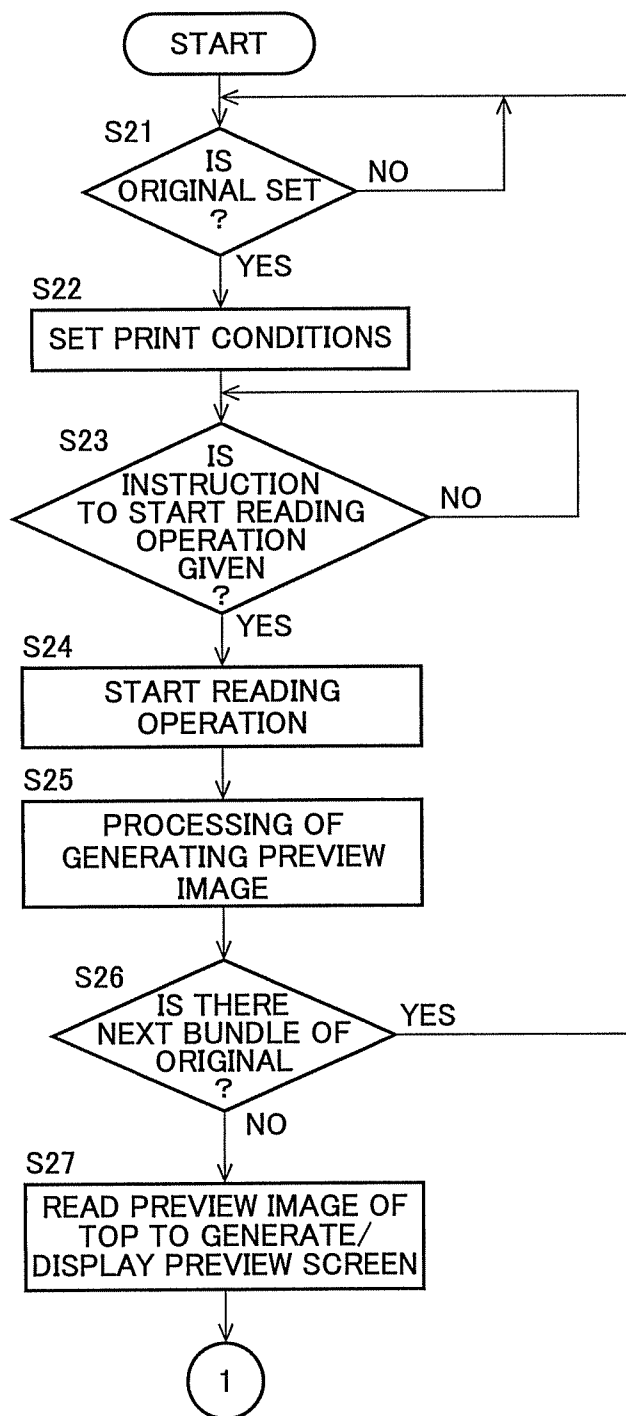 START
S21
IS
ORIGINAL SET
?
NO
YES
S22
SET PRINT CONDITIONS
S23
IS
INSTRUCTION
TO START READING
OPERATION
GIVEN
?
NO
YES
S24
START READING
OPERATION
S25
PROCESSING OF
GENERATING PREVIEW
IMAGE
S26
IS THERE
NEXT BUNDLE OF
ORIGINAL
?
YES
NO
S27
READ PREVIEW IMAGE OF
TOP TO GENERATE/
DISPLAY PREVIEW SCREEN
1